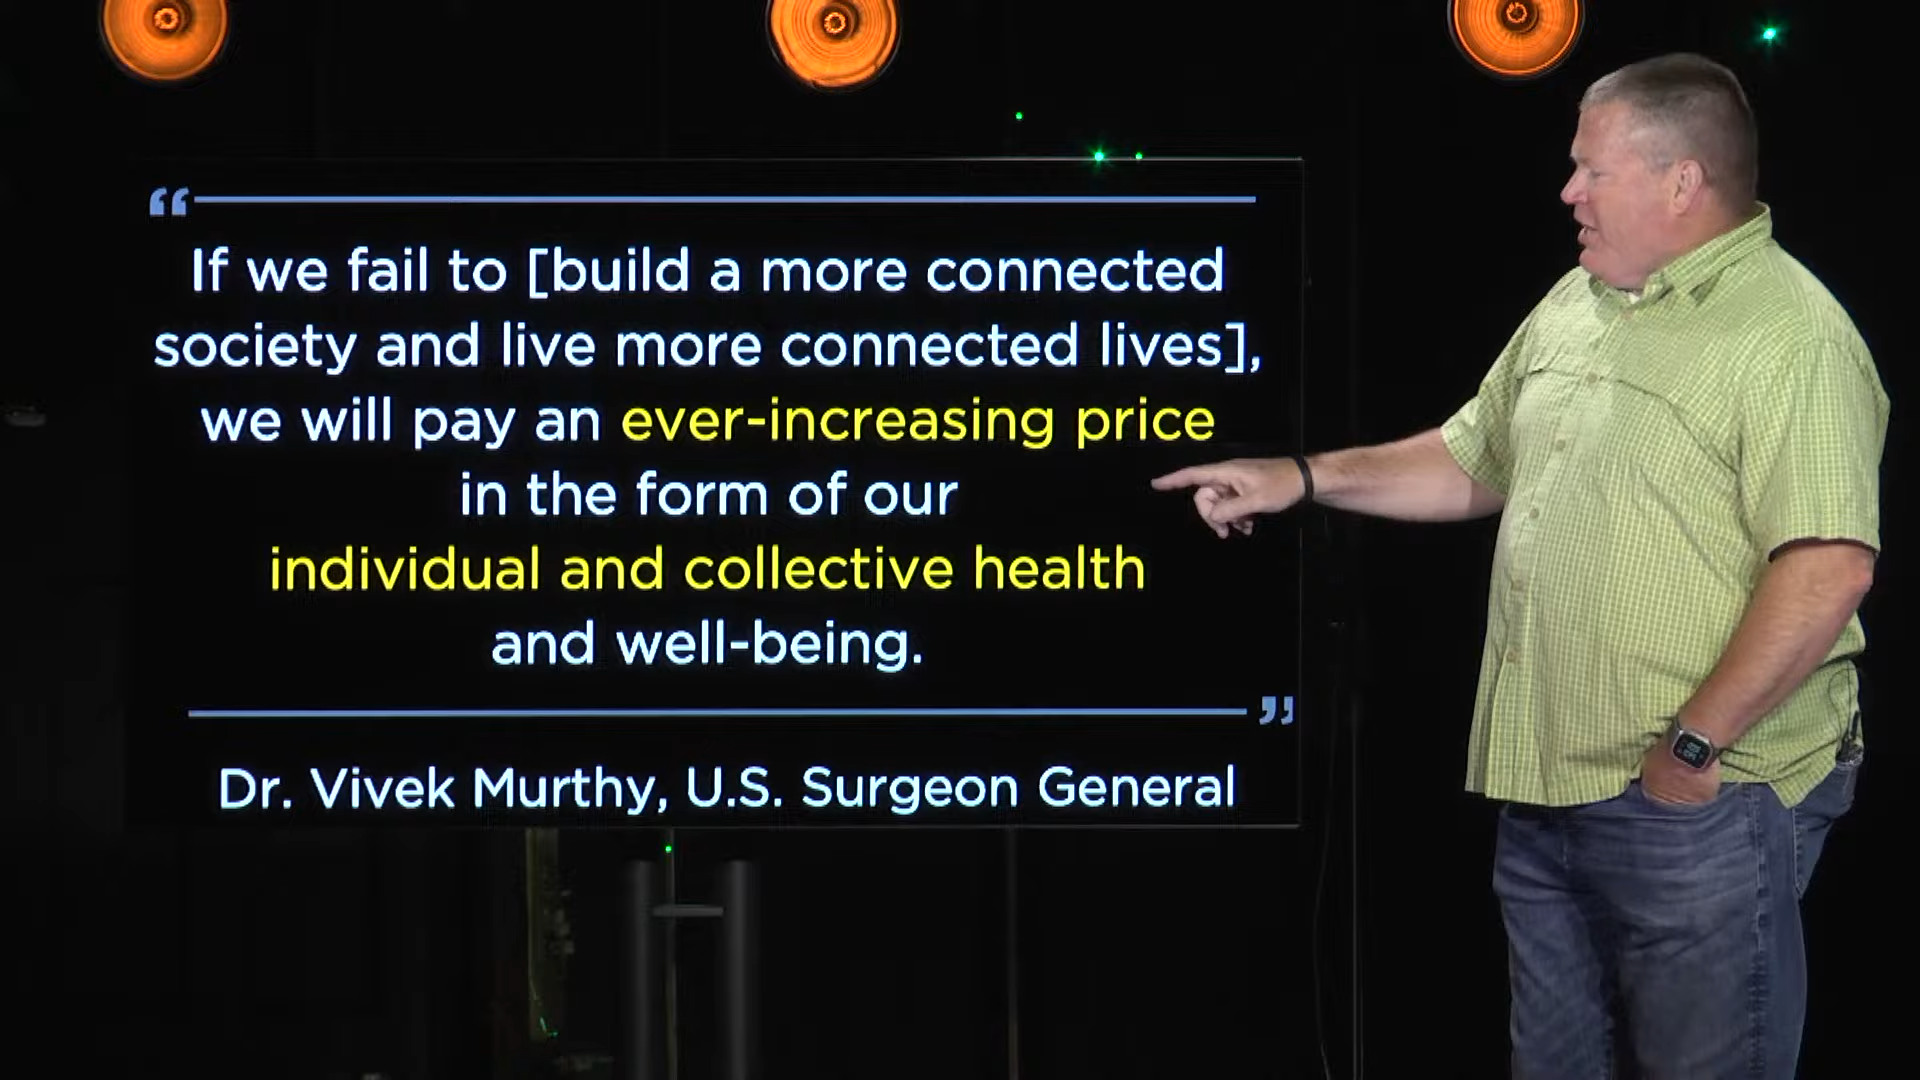 “
If we fail to [build a more connected
society and live more connected lives],
we will pay an ever-increasing price
in the form of our
individual and collective health
and well-being.
”
Dr. Vivek Murthy, U.S. Surgeon General